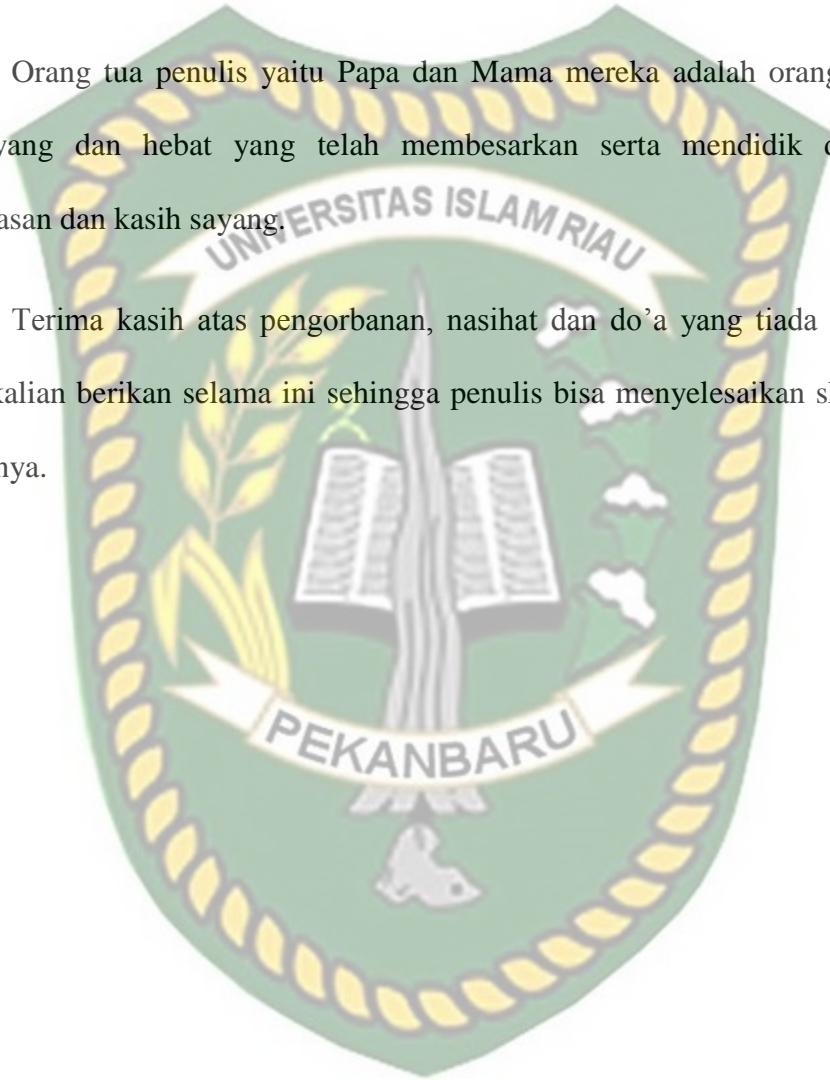 Orang tua penulis yaitu Papa dan Mama mereka adalah orang
yang dan hebat yang telah membesarkan serta mendidik
dan kasih sayang.
UNIVERSITAS ISLAM RIAU
Terima kasih atas pengorbanan, nasihat dan do’a yang tiada
kalian berikan selama ini sehingga penulis bisa menyelesaikan
PEKANBARU